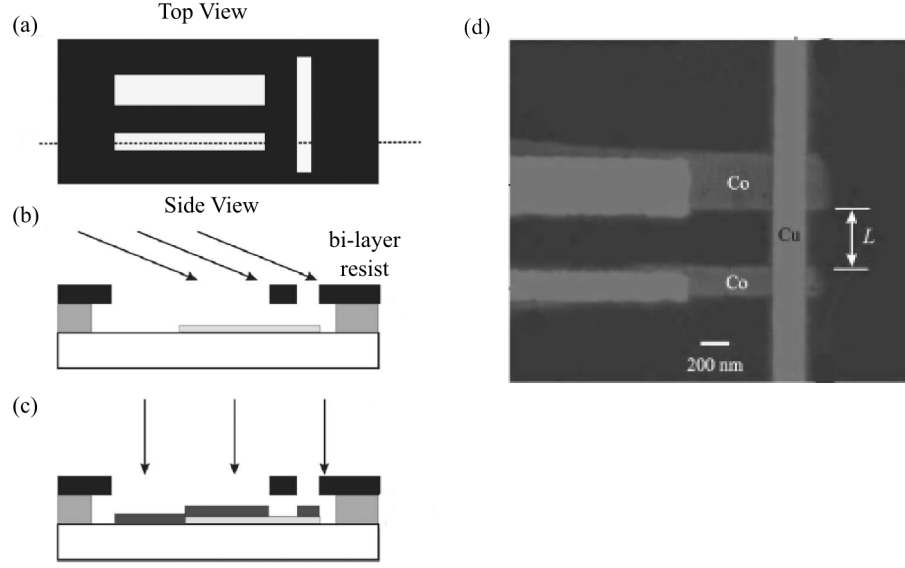 Top View
(a)
(b)
Side View
bi-layer
resist
(c)
(d)
Co
Cu
L
Co
200 nm